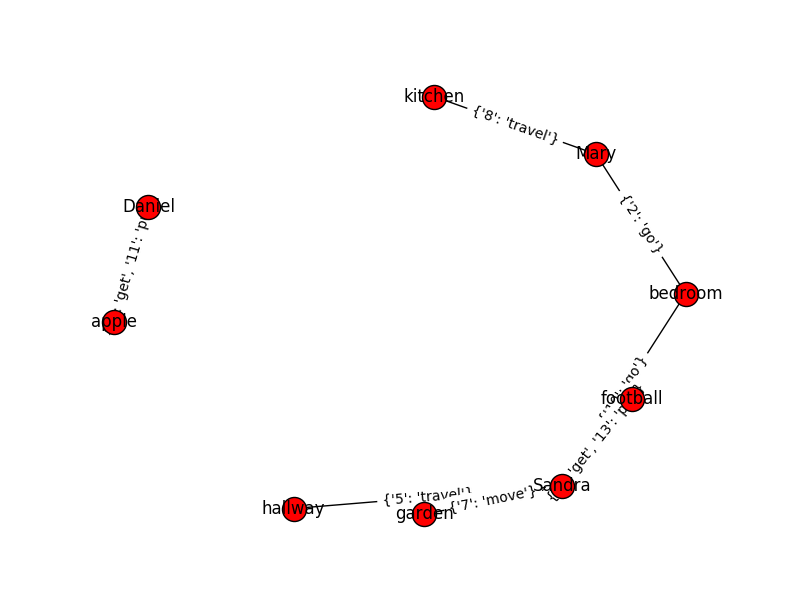 kitchen
{'8': 'travel'}
Mary
Daniel
{'2': 'go'}
'get', '11': 'p
bedroom
apple
'go'}
football
'get', '13': 'p
Sandra
{'5': 'travel'}
{'7': 'move'}
hallway
garden